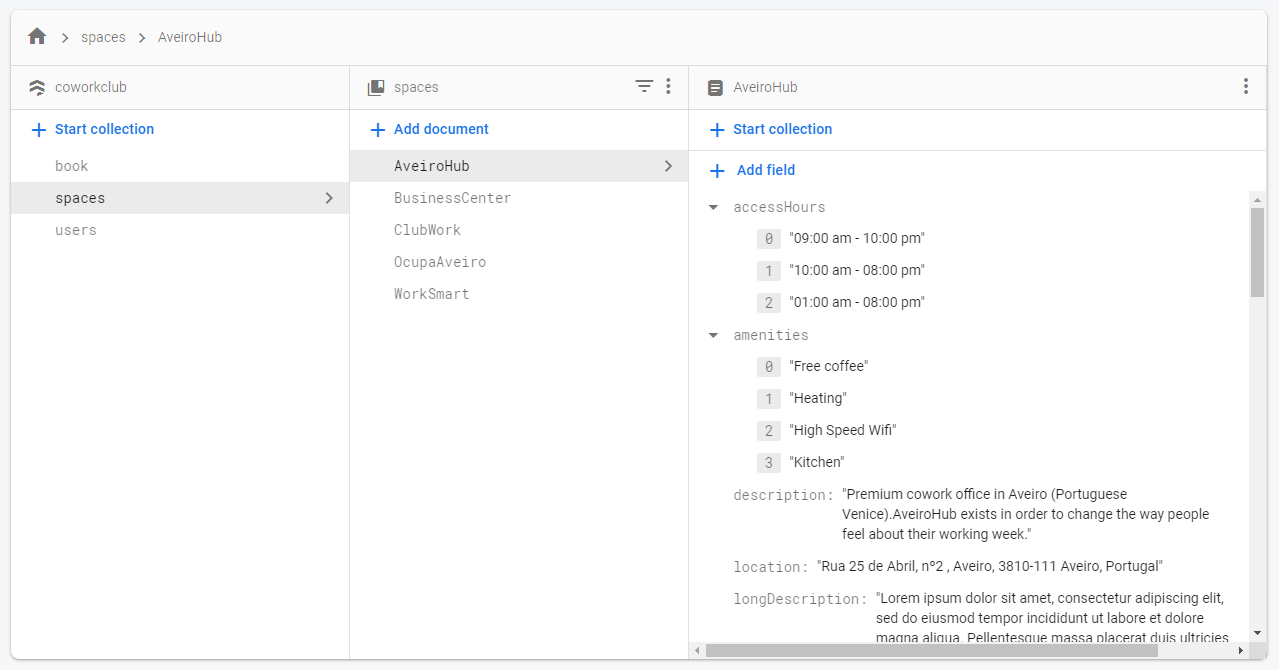 spaces AveiroHub
coworkclub
Start collection
book
spaces
users
spaces
Add document
AveiroHub
BusinessCenter
ClubWork
OcupaAveiro
WorkSmart
AveiroHub
Start collection
Add field
accessHours
0 "09:00 am - 10:00 pm"
1 "10:00 am - 08:00 pm"
2 "01:00 am - 08:00 pm"
amenities
0 "Free coffee"
1 "Heating"
2 "High Speed Wifi"
3 "Kitchen"
description: "Premium cowork office in Aveiro (Portuguese
Venice).AveiroHub exists in order to change the way people
feel about their working week."
location: "Rua 25 de Abril, nº2 , Aveiro, 3810-111 Aveiro, Portugal"
longDescription: "Lorem ipsum dolor sit amet, consectetur adipiscing elit,
sed do eiusmod tempor incididunt ut labore et dolore
magna aliqua. Pellentesque massa placerat duis ultricies